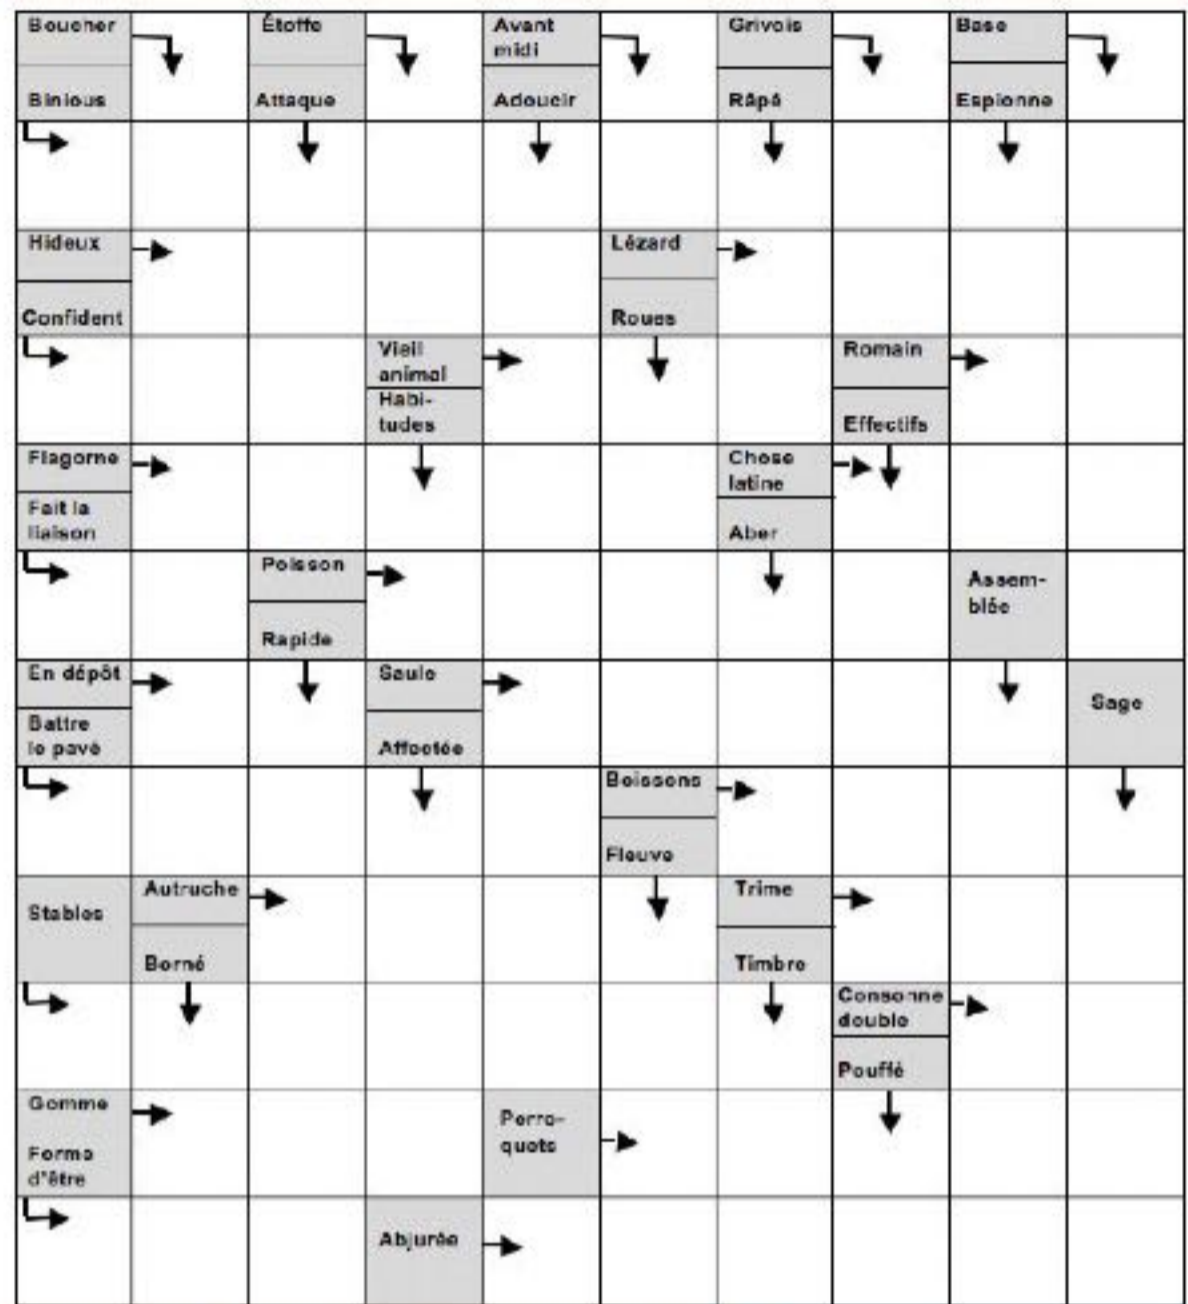 Boucher
Étoffe
Avant
midi
Grivois
Base
Binious
Attaque
Adoucir
Râpé
Espionne
Hideux
Lézard
Confident
Roues
Vieil
animal
Romain
Habi-
tudes
Effectifs
Flagorne
Chose
latine
Fait la
liaison
Aber
Poisson
Assem-
blée
Rapide
En dépôt
Saule
Sage
Battre
le pavé
Affectée
Boissons
Fleuve
Stables
Autruche
Trime
Borné
Timbre
Consonne
double
Pouffé
Gomme
Perro-
quets
Forme
d'être
Abjurée